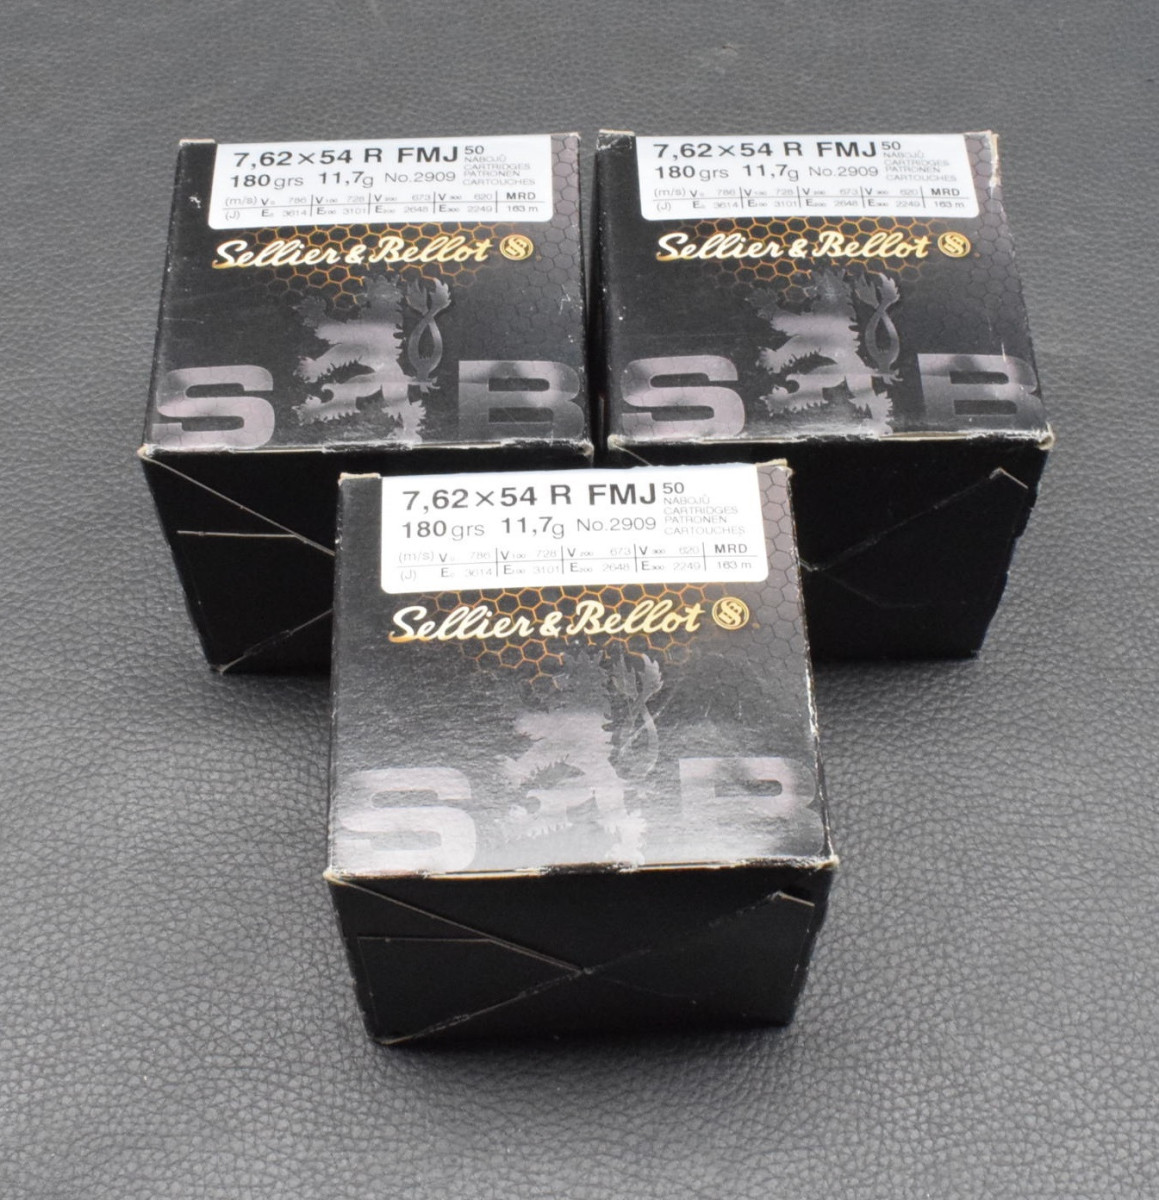 7,62×54 R FMJ 50
NÁBOJŮ
CARTRIDGES
PATRONEN
CARTOUCHES
180 grs 11,7g No.2909
(m/s) V₀ 786 V₁₀₀ 728 V₂₀₀ 673 V₃₀₀ 620 MRD
(J) E₀ 3614 E₁₀₀ 3101 E₂₀₀ 2648 E₃₀₀ 2249 163 m
Sellier & Bellot
S B
7,62×54 R FMJ 50
NÁBOJŮ
CARTRIDGES
PATRONEN
CARTOUCHES
180 grs 11,7g No.2909
(m/s) V₀ 786 V₁₀₀ 728 V₂₀₀ 673 V₃₀₀ 620 MRD
(J) E₀ 3614 E₁₀₀ 3101 E₂₀₀ 2648 E₃₀₀ 2249 163 m
Sellier & Bellot
S B
7,62×54 R FMJ 50
NÁBOJŮ
CARTRIDGES
PATRONEN
CARTOUCHES
180 grs 11,7g No.2909
(m/s) V₀ 786 V₁₀₀ 728 V₂₀₀ 673 V₃₀₀ 620 MRD
(J) E₀ 3614 E₁₀₀ 3101 E₂₀₀ 2648 E₃₀₀ 2249 163 m
Sellier & Bellot
S B